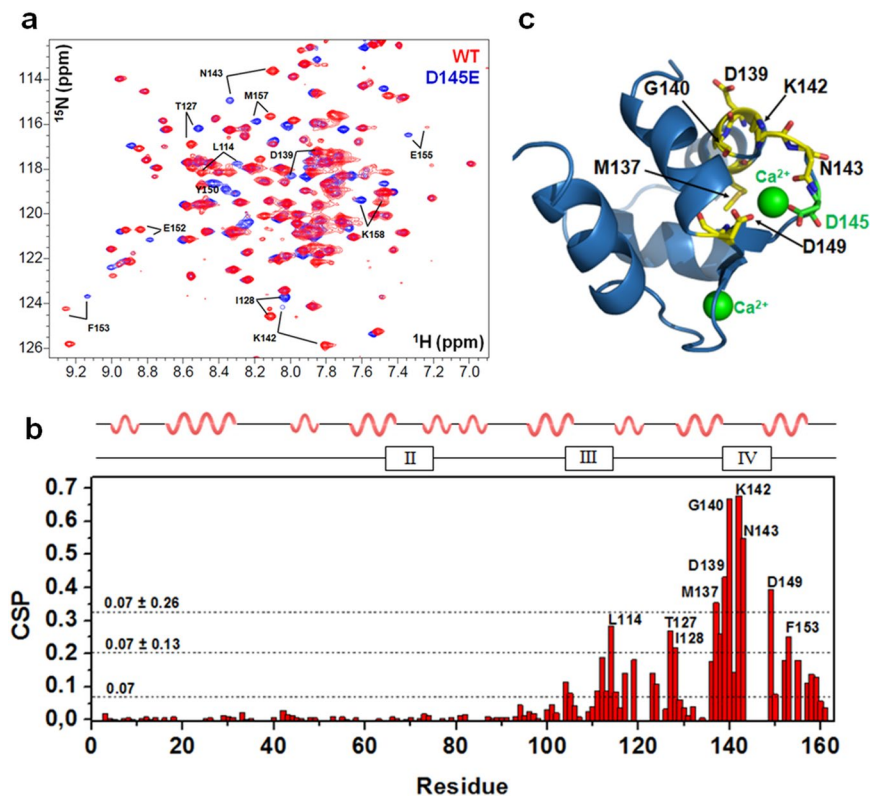 a
WT
D145E
¹⁵N (ppm)
114
116
118
120
122
124
126
N143
M157
T127
L114
D139
E155
Y150
E152
K158
I128
F153
K142
¹H (ppm)
9.2 9.0 8.8 8.6 8.4 8.2 8.0 7.8 7.6 7.4 7.2 7.0
c
D139
G140
K142
M137
N143
Ca²⁺
D145
D149
Ca²⁺
b
II III IV
CSP
0.7
0.6
0.5
0.4
0.3
0.2
0.1
0,0
0.07 ± 0.26
0.07 ± 0.13
0.07
K142
G140
N143
D139
M137
D149
L114
T127
I128
F153
0 20 40 60 80 100 120 140 160
Residue